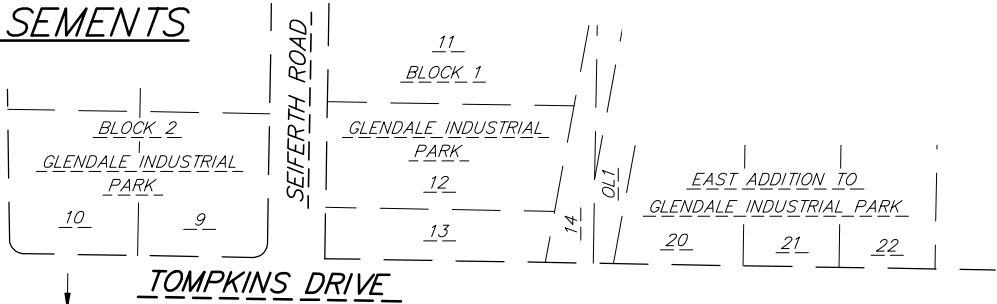 SEMENTS
SEIFERTH ROAD
11
BLOCK 1
BLOCK 2
GLENDALE INDUSTRIAL
PARK
10
9
GLENDALE INDUSTRIAL
PARK
12
13
14
OL1
EAST ADDITION TO
GLENDALE INDUSTRIAL PARK
20
21
22
TOMPKINS DRIVE